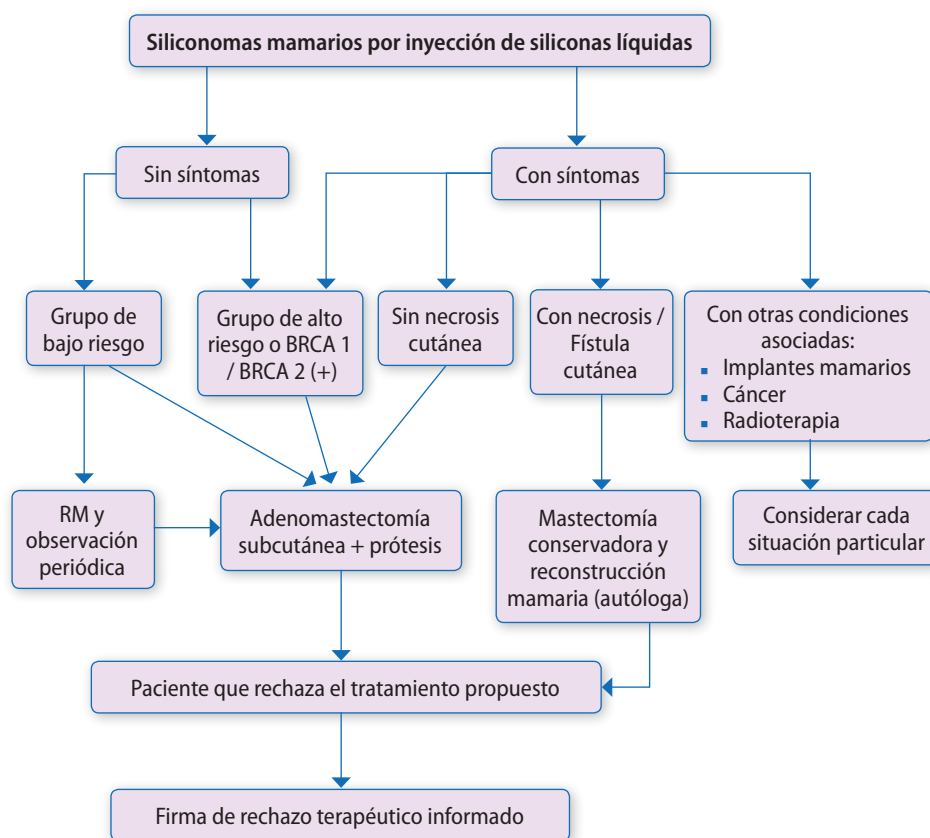 Siliconomas mamarios por inyección de siliconas líquidas
Sin síntomas
Con síntomas
Grupo de
bajo riesgo
Grupo de alto
riesgo o BRCA 1
/ BRCA 2 (+)
Sin necrosis
cutánea
Con necrosis /
Fístula
cutánea
Con otras condiciones
asociadas:
▪ Implantes mamarios
▪ Cáncer
▪ Radioterapia
RM y
observación
periódica
Adenomastectomía
subcutánea + prótesis
Mastectomía
conservadora y
reconstrucción
mamaria (autóloga)
Considerar cada
situación particular
Paciente que rechaza el tratamiento propuesto
Firma de rechazo terapéutico informado